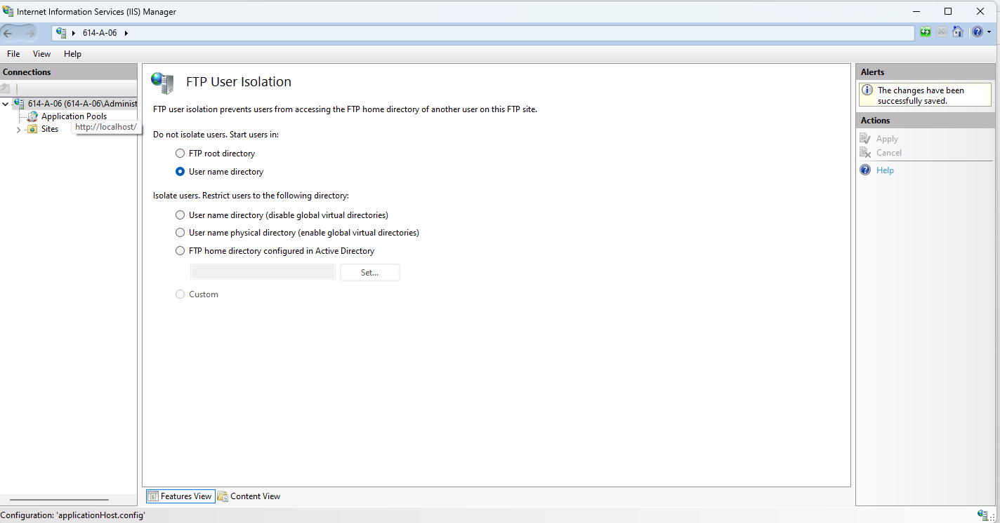 Internet Information Services (IIS) Manager
614-A-06
File View Help
Connections
614-A-06 (614-A-06\Administ
Application Pools
Sites
http://localhost/
FTP User Isolation
FTP user isolation prevents users from accessing the FTP home directory of another user on this FTP site.
Do not isolate users. Start users in:
FTP root directory
User name directory
Isolate users. Restrict users to the following directory:
User name directory (disable global virtual directories)
User name physical directory (enable global virtual directories)
FTP home directory configured in Active Directory
Set...
Custom
Features View Content View
Alerts
The changes have been
successfully saved.
Actions
Apply
Cancel
Help
Configuration: 'applicationHost.config'